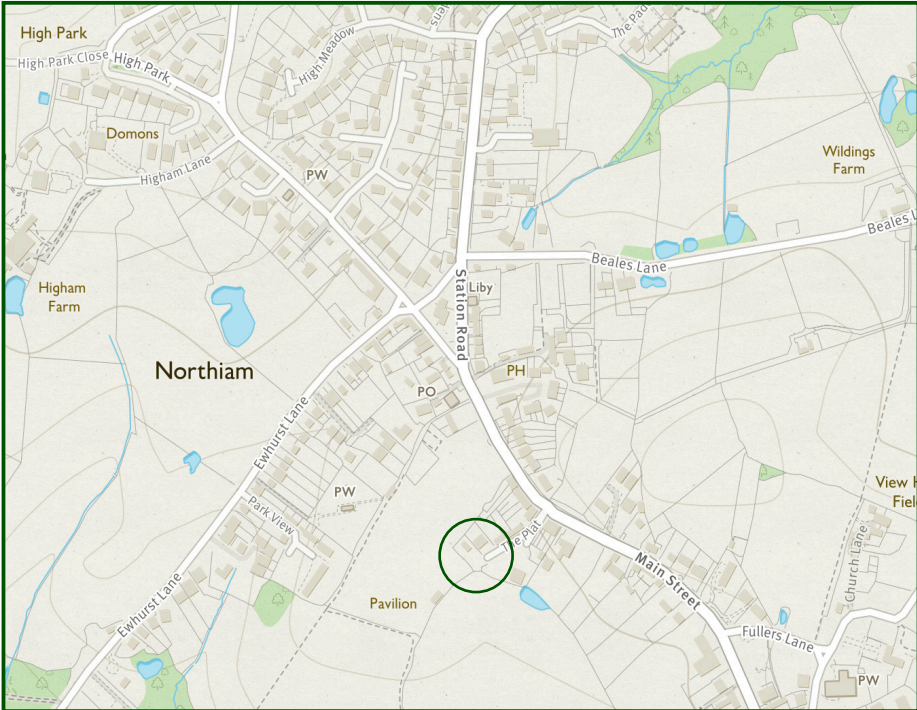 High Park
High Park Close
High Park
High Meadow
ens
The Pad
Domons
Higham Lane
PW
Wildings
Farm
Beales L
Beales Lane
Higham
Farm
Station Road
Liby
Northiam
PH
PO
Ewhurst Lane
PW
Park View
View H
Fiel
The Plat
Main Street
Church Lane
Ewhurst Lane
Pavilion
Fullers Lane
PW